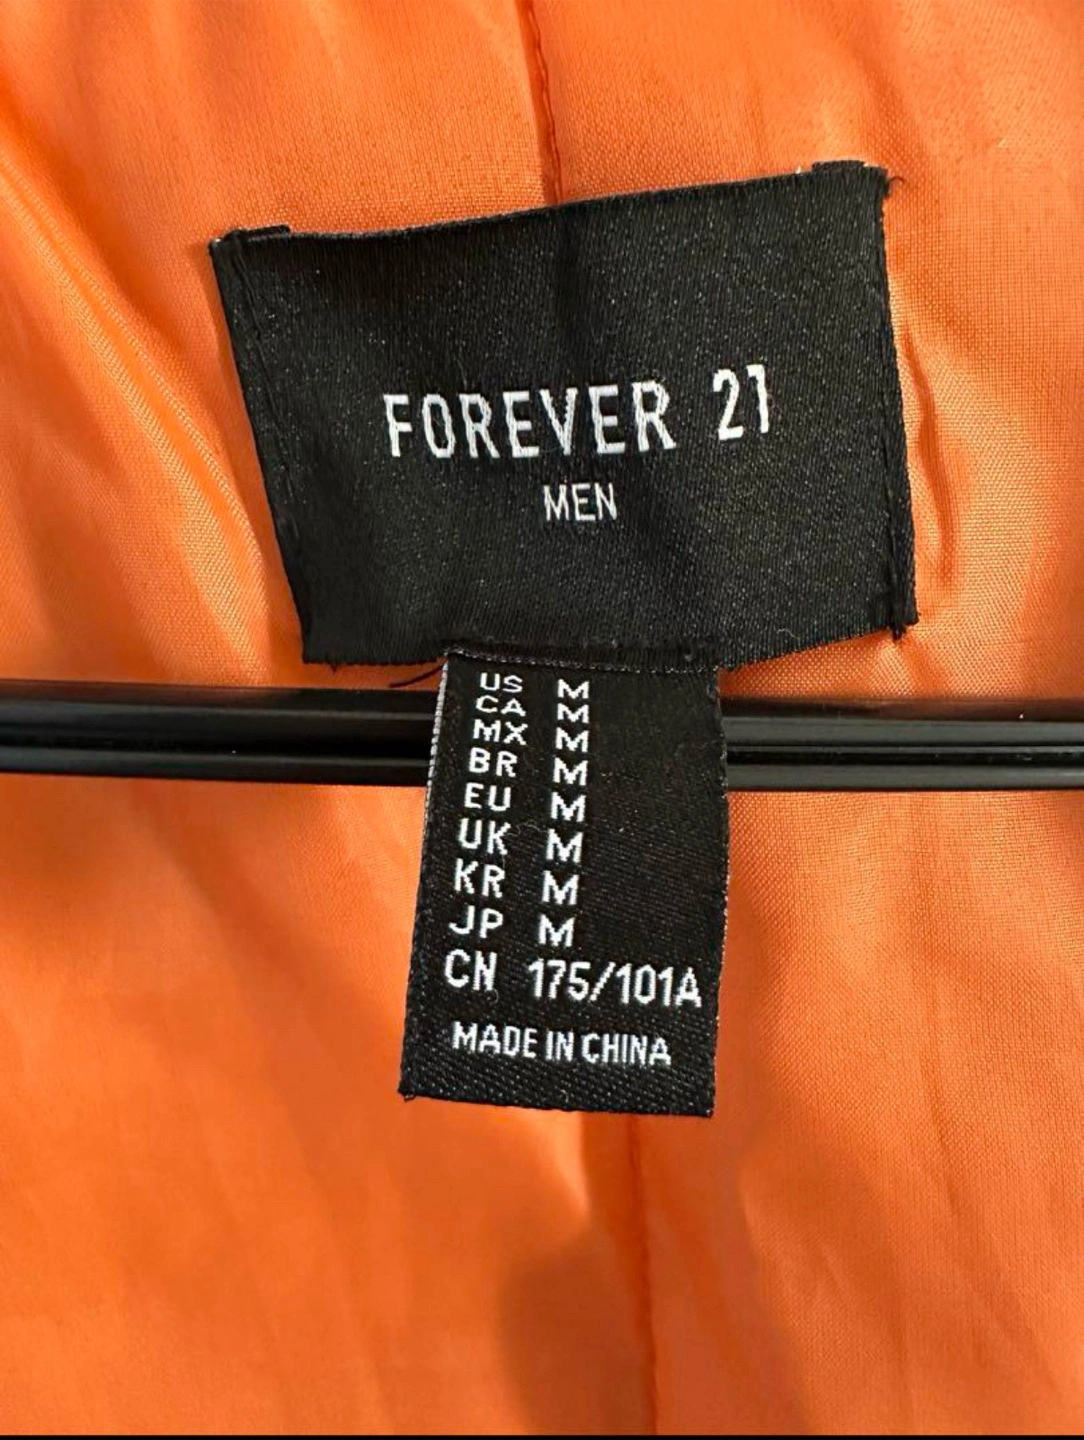 FOREVER 21
MEN
US M
CA M
MX M
BR M
EU M
UK M
KR M
JP M
CN 175/101A
MADE IN CHINA